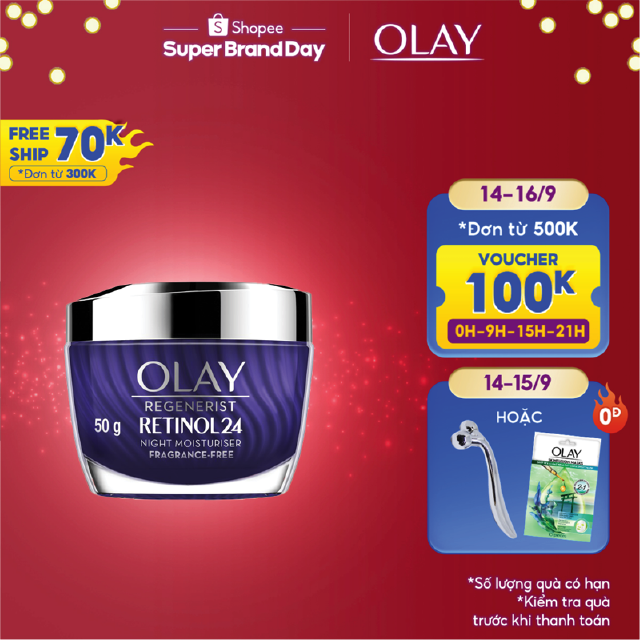 Shopee
Super Brand Day
OLAY
FREE SHIP 70K
*Đơn từ 300K
14-16/9
*Đơn từ 500K
VOUCHER
100K
0H-9H-15H-21H
OLAY
REGENERIST
50 g
RETINOL24
NIGHT MOISTURISER
FRAGRANCE-FREE
14-15/9
HOẶC
0Đ
OLAY
*Số lượng quà có hạn
*Kiểm tra quà
trước khi thanh toán